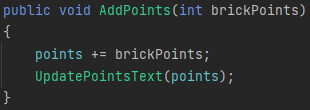 public void AddPoints(int brickPoints)
{
    points += brickPoints;
    UpdatePointsText(points);
}